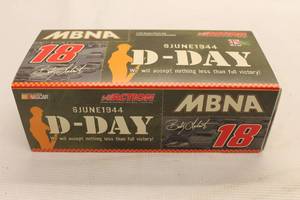 MBNA
18
6JUNE1944
D-DAY
We will accept nothing less than full victory!
NASCAR
ACTION
6JUNE1944
D-DAY
We will accept nothing less than full victory!
MBNA
18